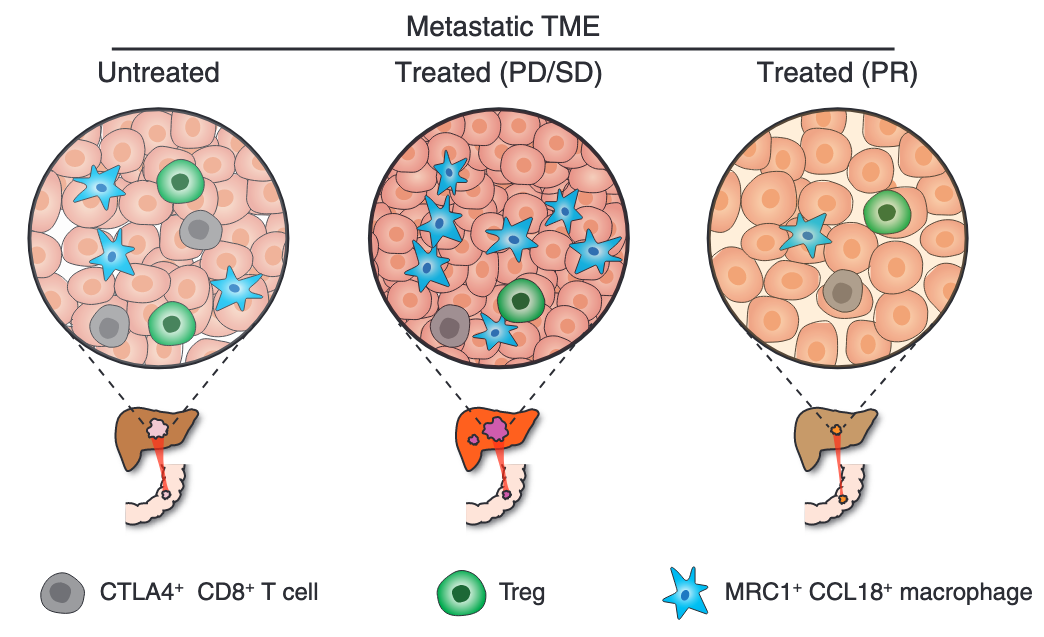 Metastatic TME
Untreated
Treated (PD/SD)
Treated (PR)
CTLA4⁺ CD8⁺ T cell
Treg
MRC1⁺ CCL18⁺ macrophage